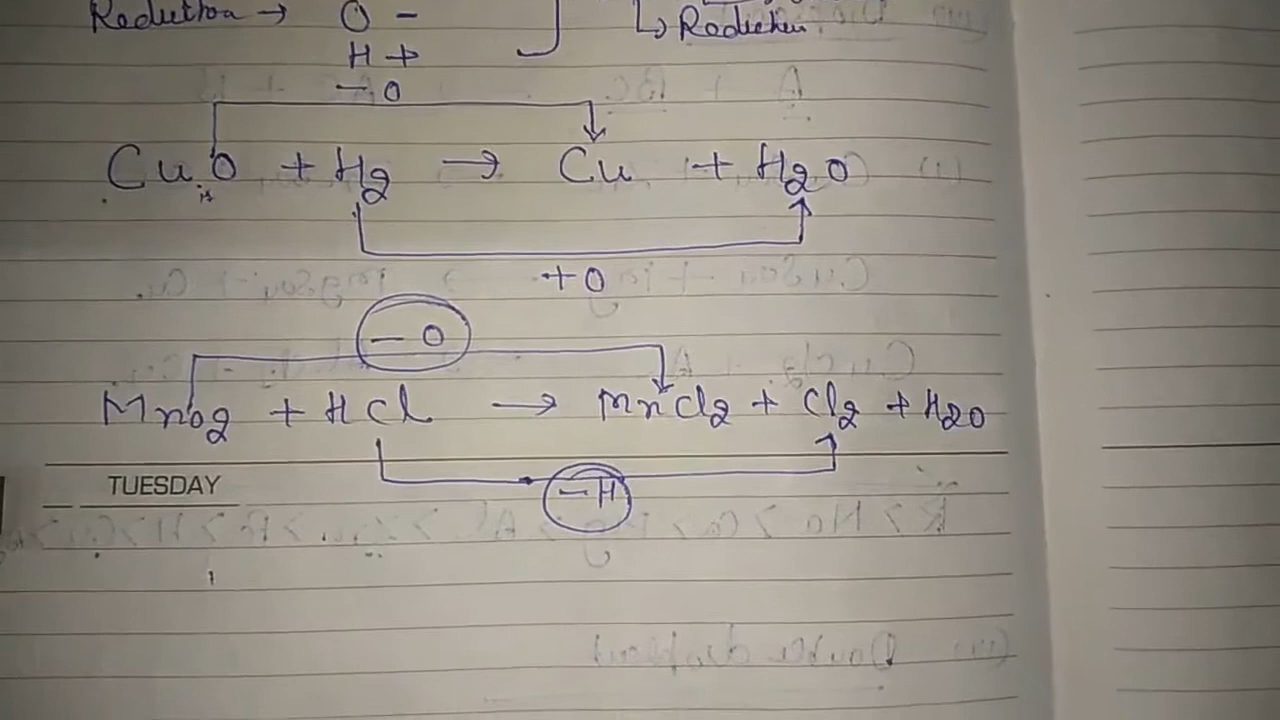 Reduction → O - ↳ Reduction
H +
- O
CuO + H2 → Cu + H2O
+ O
- O
MnO2 + HCl → MnCl2 + Cl2 + H2O
- H
TUESDAY